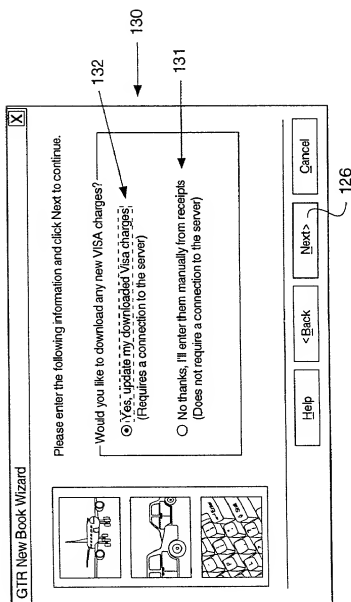 GTR New Book Wizard
X
Please enter the following information and click Next to continue.
Would you like to download any new VISA charges?
Yes, update my downloaded Visa charges
(Requires a connection to the server)
No thanks, I'll enter them manually from receipts
(Does not require a connection to the server)
Help
<Back
Next>
Cancel
132
130
131
126